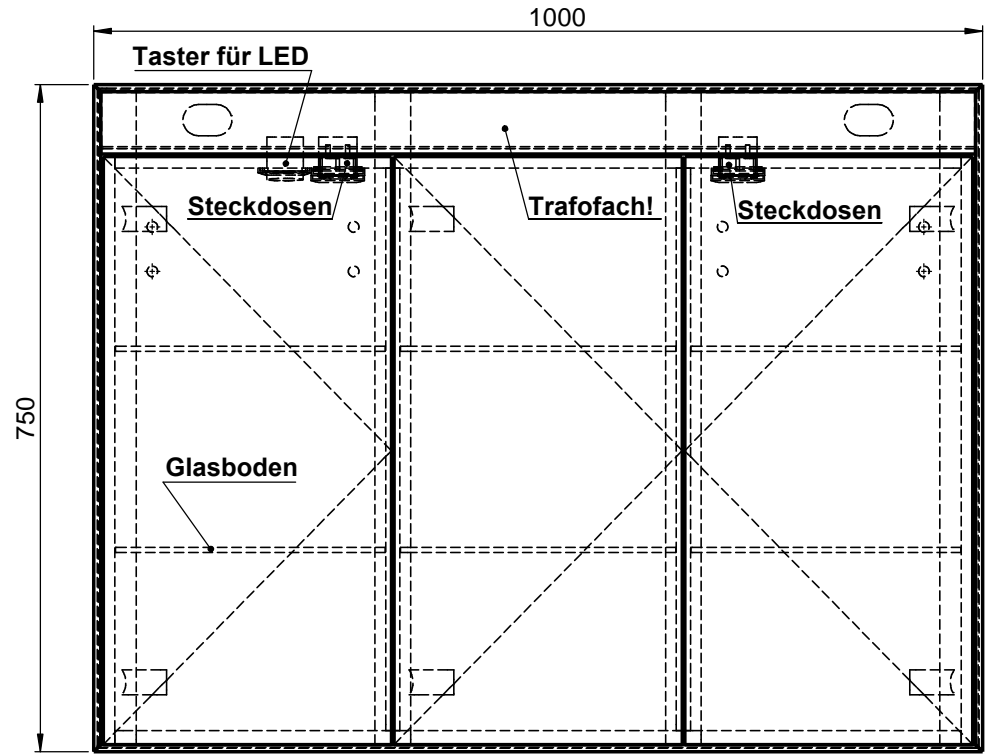 1000
Taster für LED
Steckdosen
Trafofach!
Steckdosen
750
Glasboden